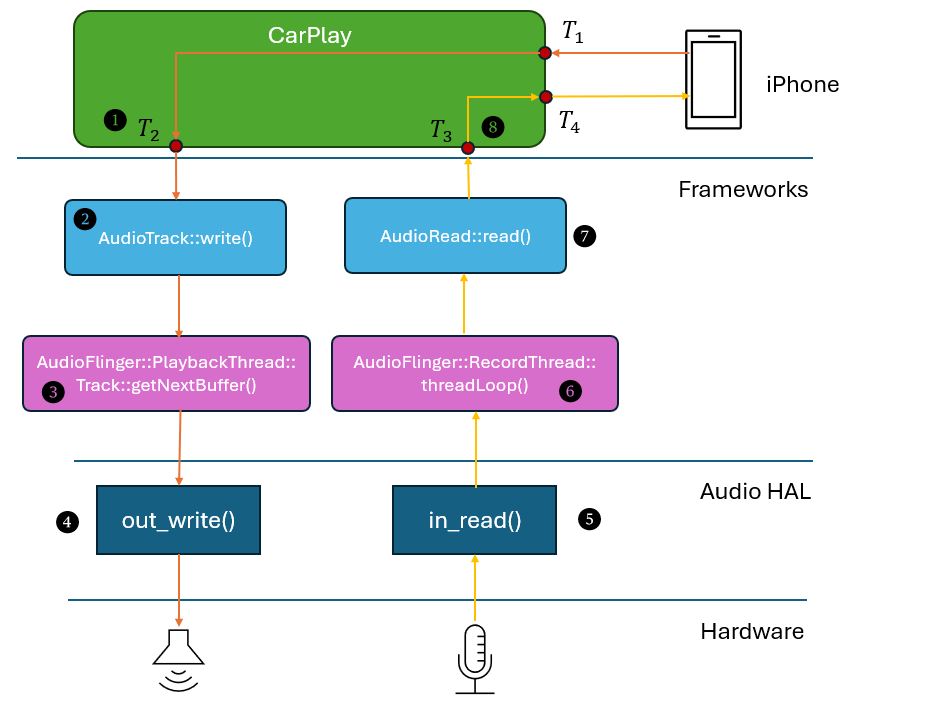 CarPlay
T₁
iPhone
1
T₂
T₃
8
T₄
Frameworks
2
AudioTrack::write()
AudioRead::read()
7
AudioFlinger::PlaybackThread::
Track::getNextBuffer()
3
AudioFlinger::RecordThread::
threadLoop()
6
Audio HAL
4
out_write()
in_read()
5
Hardware